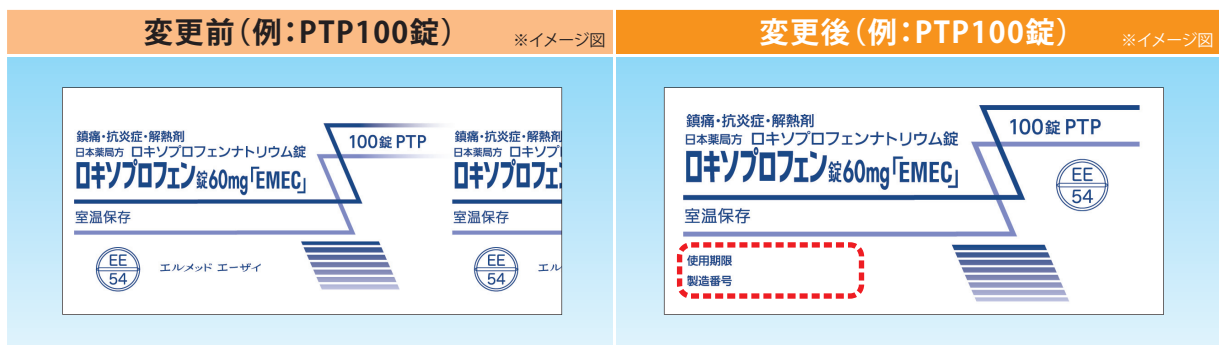 変更前(例:PTP100錠)
※イメージ図
鎮痛・抗炎症・解熱剤
日本薬局方 ロキソプロフェンナトリウム錠
ロキソプロフェン錠60mg「EMEC」
100錠 PTP
室温保存
EE
54
エルメッド エーザイ
鎮痛・抗炎症・解熱剤
日本薬局方 ロキソプ
ロキソプロフェ
EE
54
エル
変更後(例:PTP100錠)
※イメージ図
鎮痛・抗炎症・解熱剤
日本薬局方 ロキソプロフェンナトリウム錠
ロキソプロフェン錠60mg「EMEC」
100錠 PTP
EE
54
室温保存
使用期限
製造番号